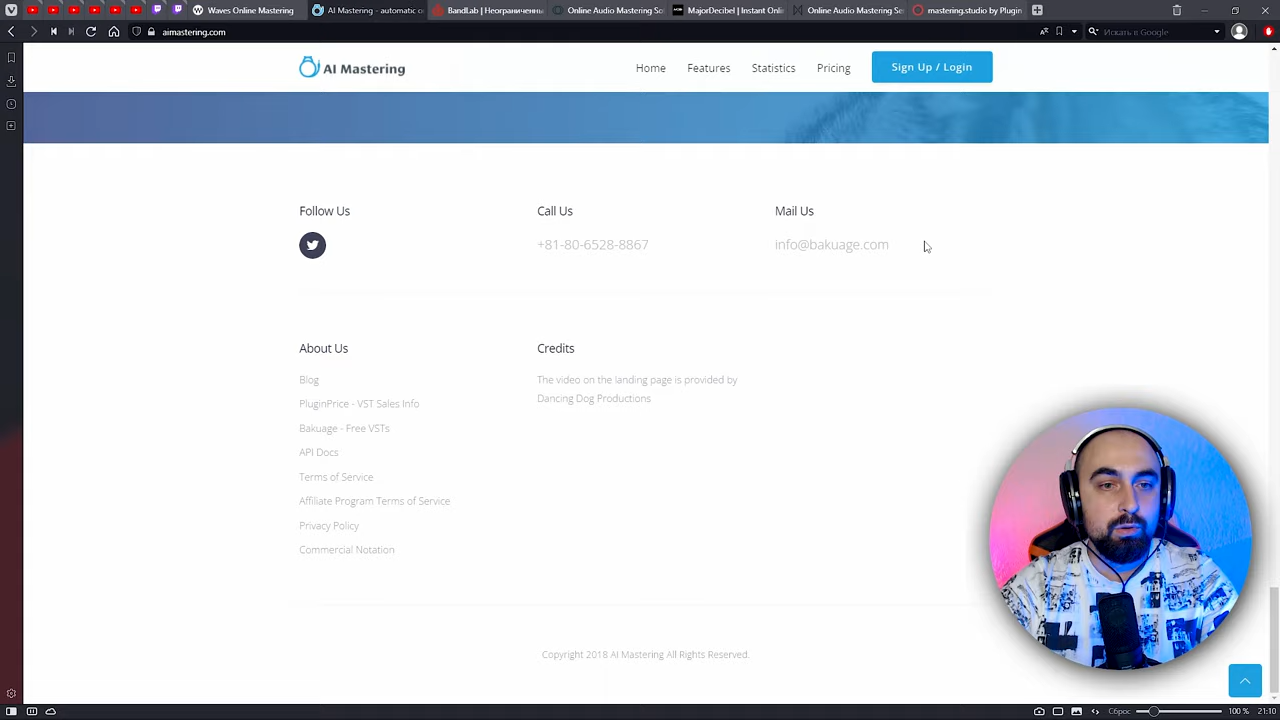 Waves Online Mastering
AI Mastering: automatic o
BandLab | Неограниченн
Online Audio Mastering So
MajorDecibel | Instant Onl
Online Audio Mastering Ser
mastering.studio by Plugin
aimastering.com
Искать в Google
AI Mastering
Home
Features
Statistics
Pricing
Sign Up / Login
Follow Us
Call Us
Mail Us
+81-80-6528-8867
info@bakuage.com
About Us
Credits
Blog
The video on the landing page is provided by
Dancing Dog Productions
PluginPrice - VST Sales Info
Bakuage - Free VSTs
API Docs
Terms of Service
Affiliate Program Terms of Service
Privacy Policy
Commercial Notation
Copyright 2018 AI Mastering All Rights Reserved.
Сброс
100 %
21:10